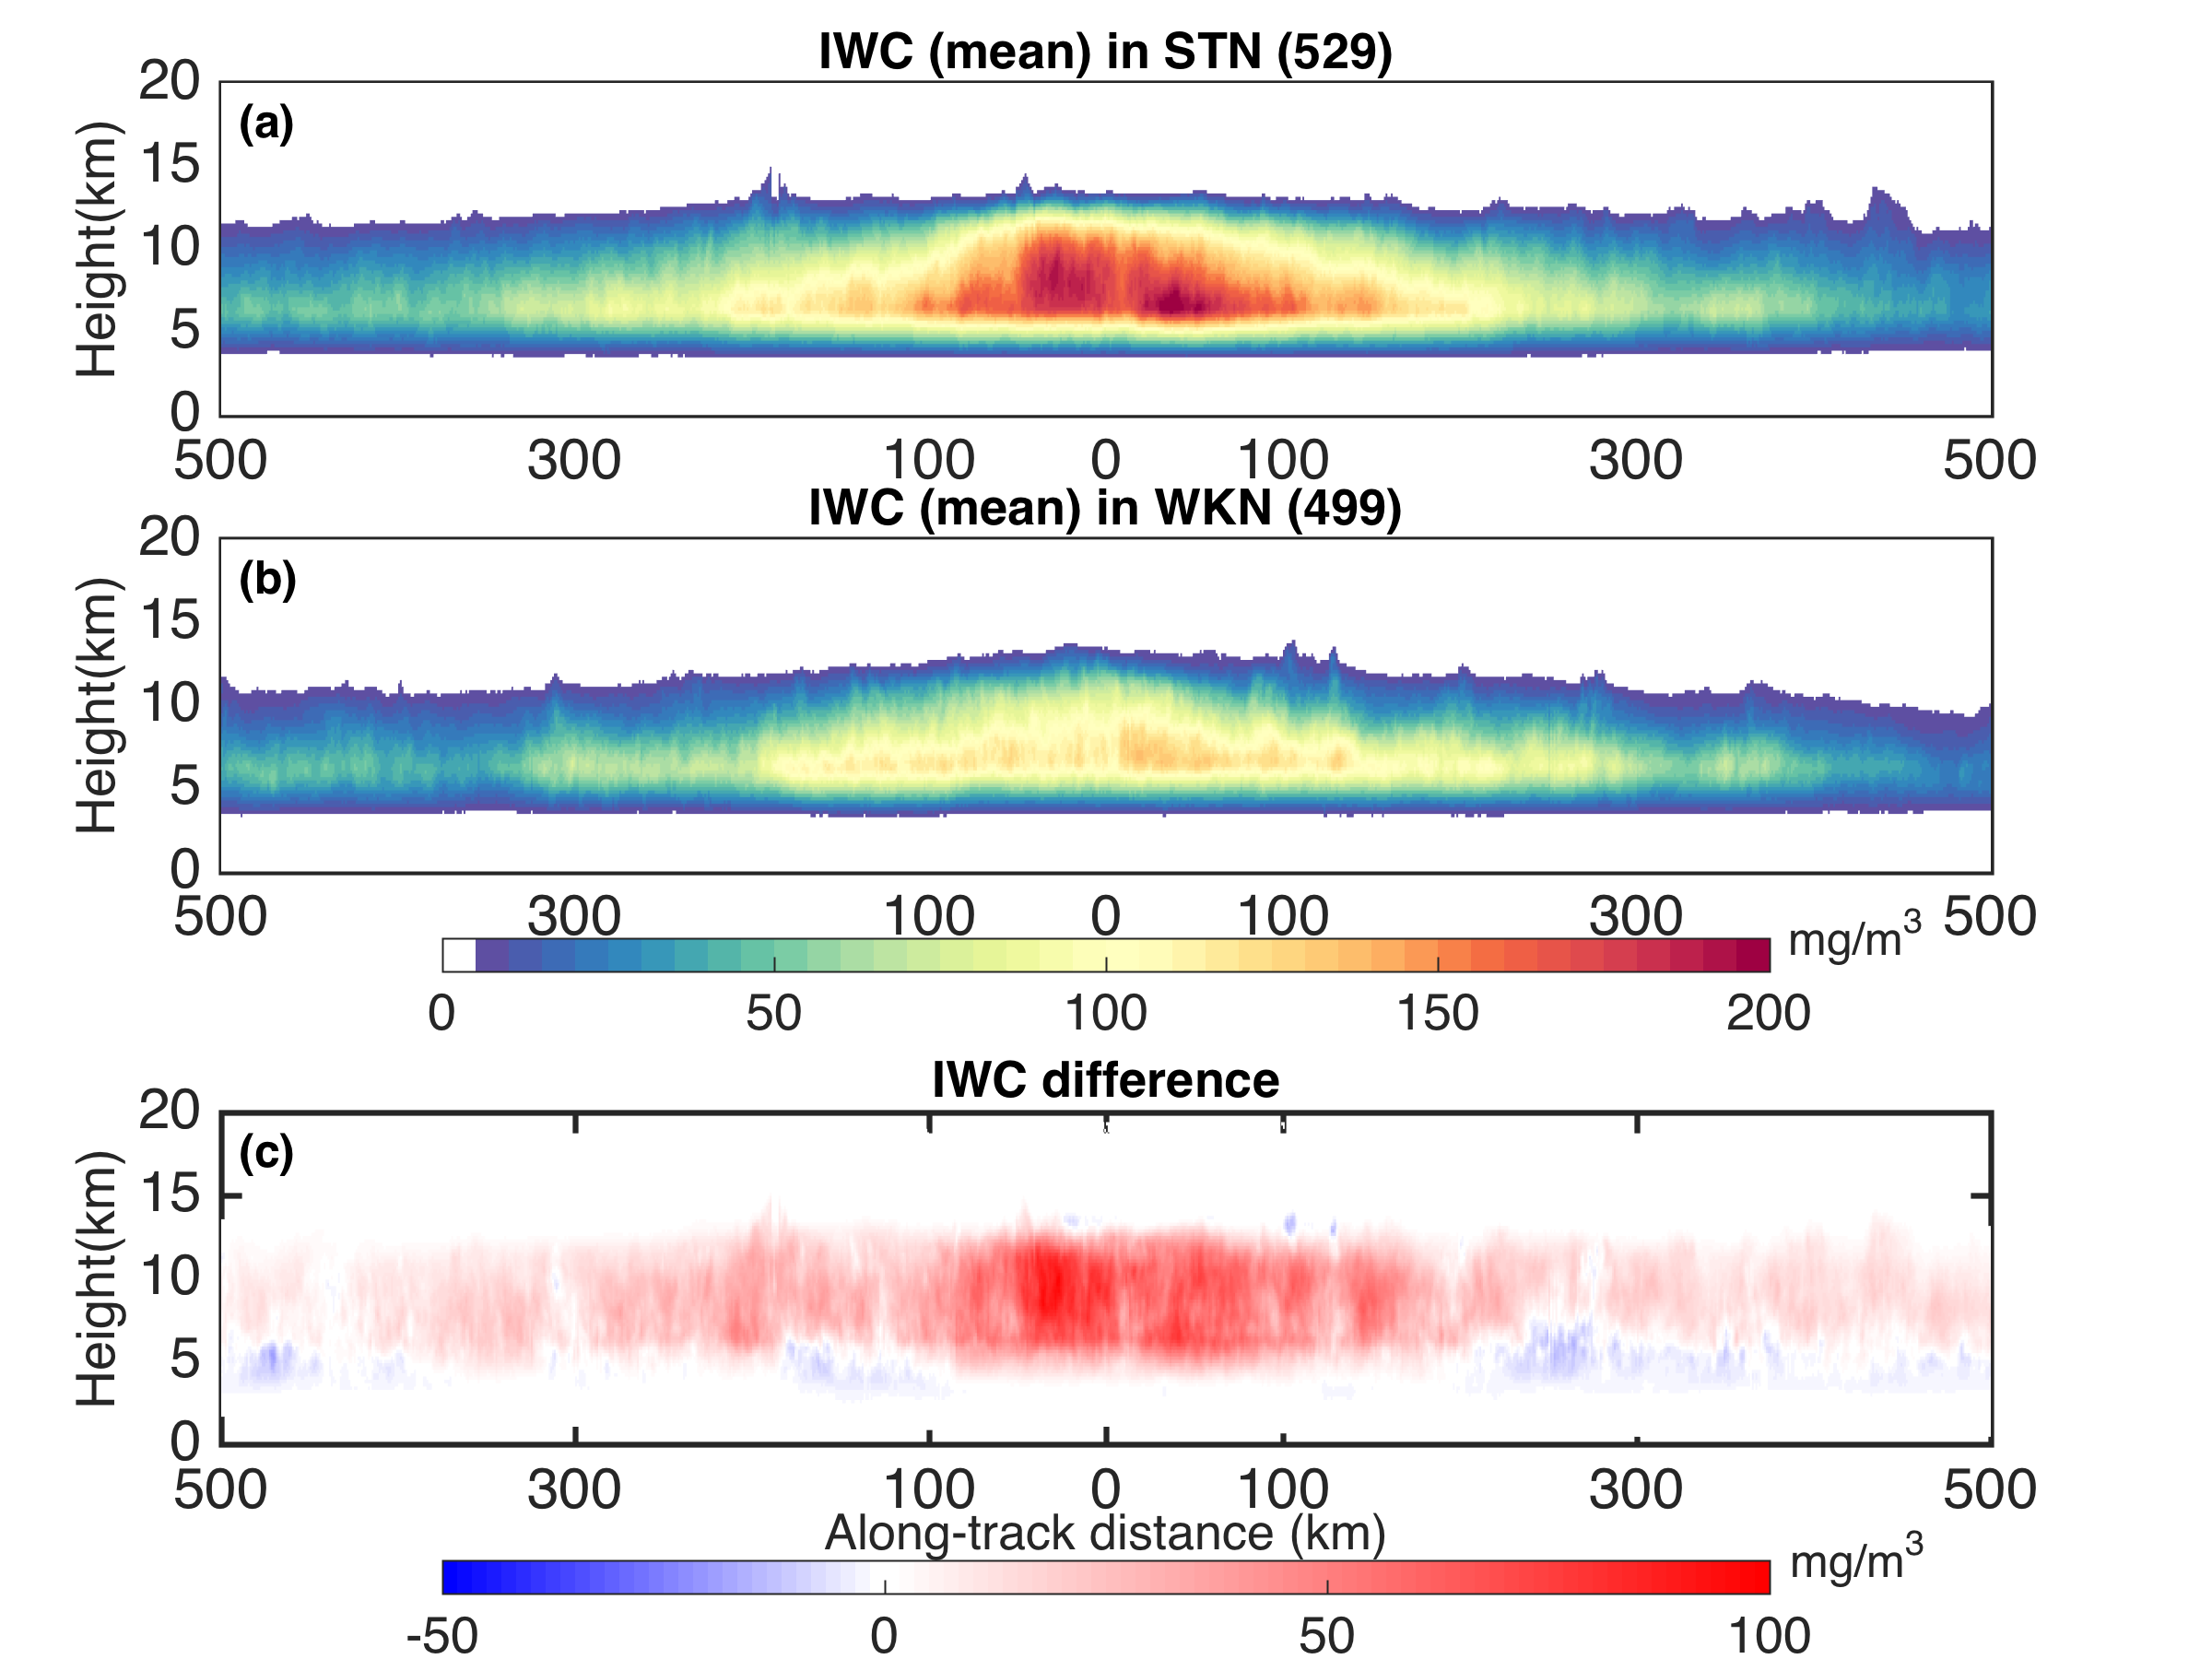 IWC (mean) in STN (529)
(a)
Height(km)
20
15
10
5
0
500 300 100 0 100 300 500
IWC (mean) in WKN (499)
(b)
Height(km)
20
15
10
5
0
500 300 100 0 100 300 500
mg/m³
0 50 100 150 200
IWC difference
(c)
Height(km)
20
15
10
5
0
500 300 100 0 100 300 500
Along-track distance (km)
mg/m³
-50 0 50 100